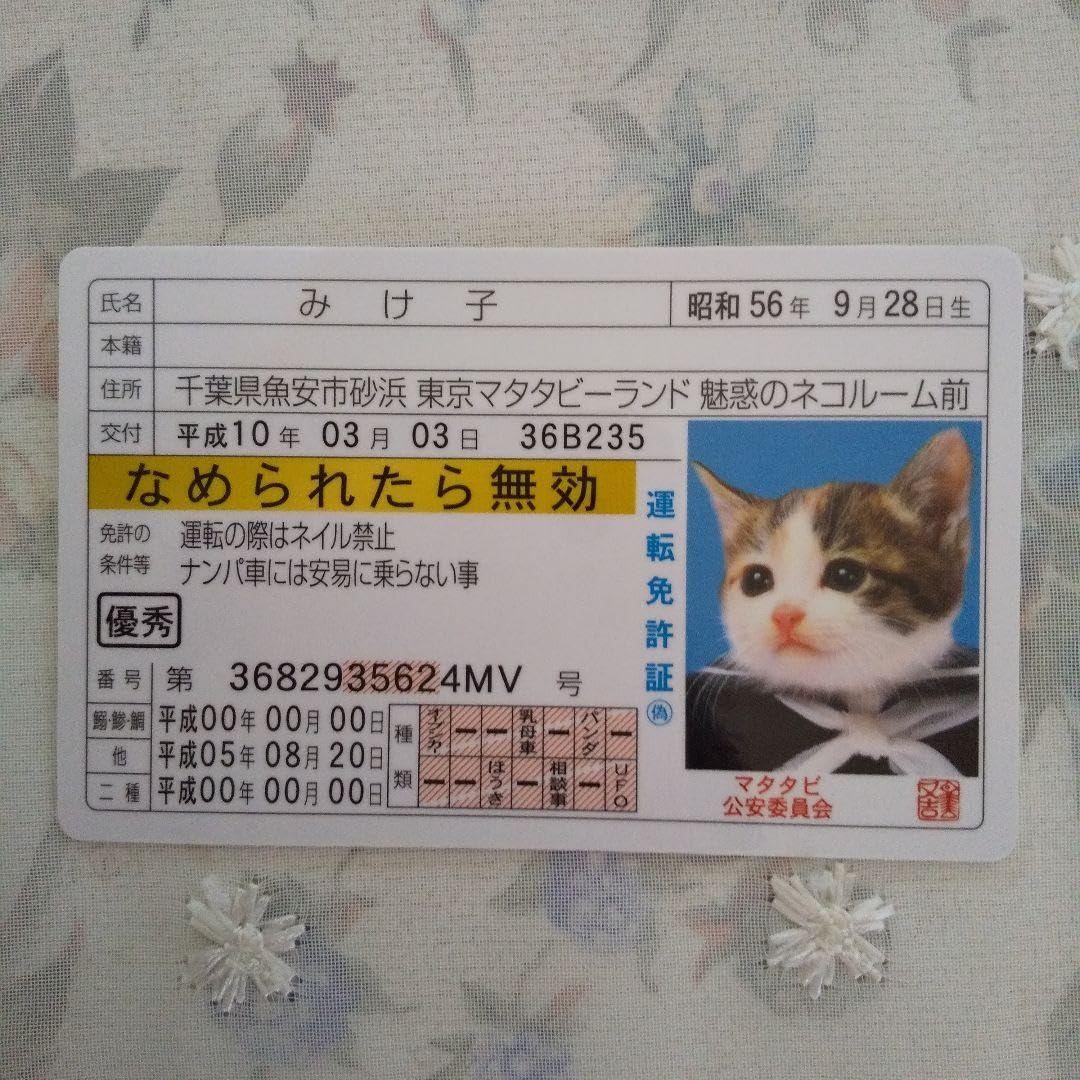 氏名 みけ子 昭和56年 9月28日生
本籍
住所 千葉県魚安市砂浜 東京マタタビーランド 魅惑のネコルーム前
交付 平成10年 03月 03日 36B235
なめられたら無効
免許の条件等
運転の際はネイル禁止
ナンパ車には安易に乗らない事
優秀
番号 第 36829356244MV 号
鰯・鯵・鯛 平成00年 00月 00日
他 平成05年 08月 20日
二種 平成00年 00月 00日
種類
乳母車 パンダ
ほうき 相談事 UFO
運転免許証 偽
マタタビ
公安委員会